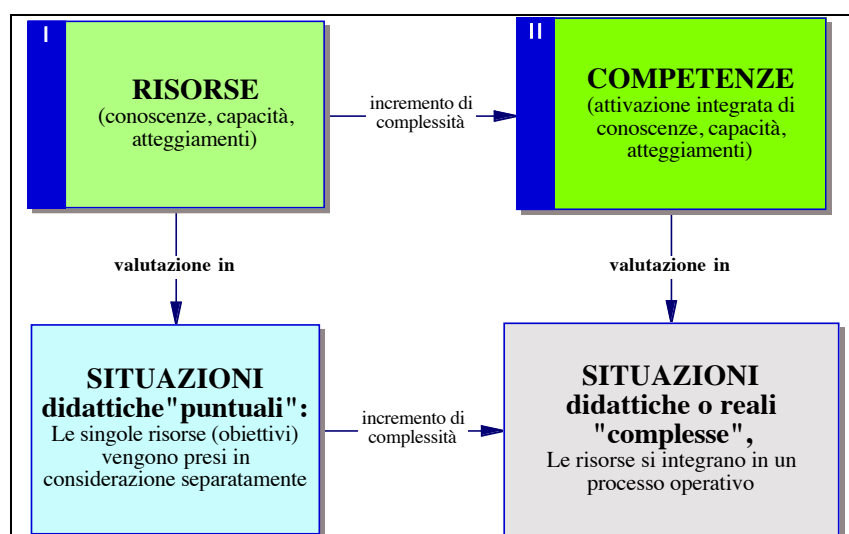 I
RISORSE
(conoscenze, capacità,
atteggiamenti)
incremento di
complessità
II
COMPETENZE
(attivazione integrata di
conoscenze, capacità,
atteggiamenti)
valutazione in
valutazione in
SITUAZIONI
didattiche"puntuali":
Le singole risorse (obiettivi)
vengono presi in
considerazione separatamente
incremento di
complessità
SITUAZIONI
didattiche o reali
"complesse",
Le risorse si integrano in un
processo operativo